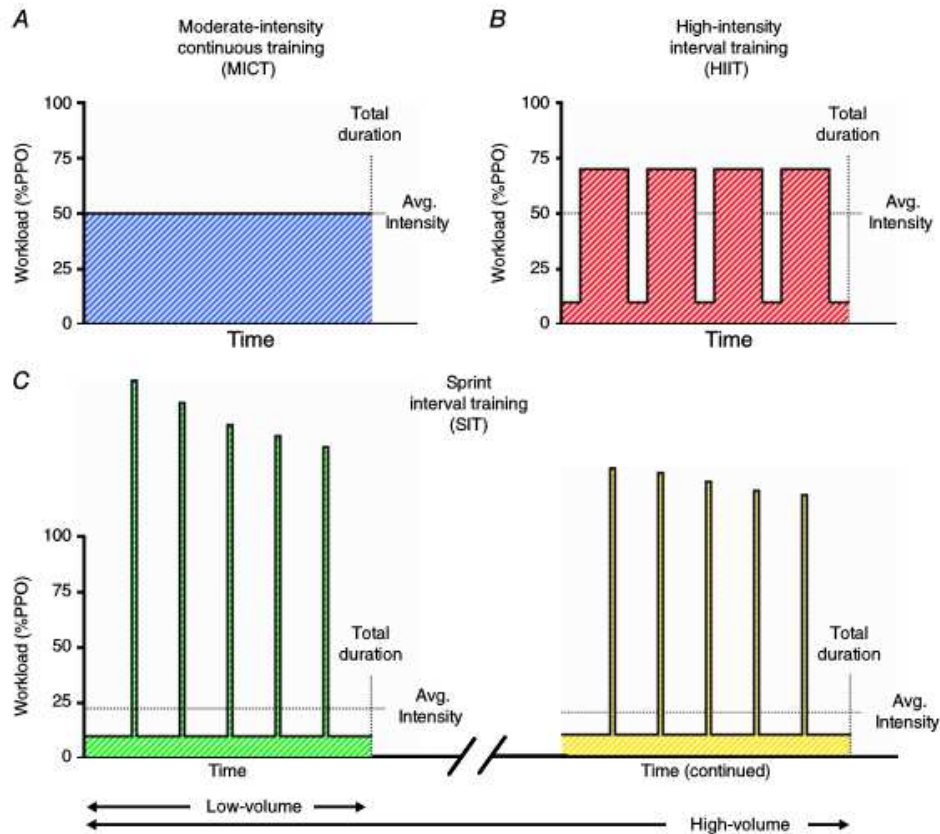 A
Moderate-intensity
continuous training
(MICT)
100
75
50
25
0
Workload (%PPO)
Total
duration
Avg.
Intensity
Time
B
High-intensity
interval training
(HIIT)
100
75
50
25
0
Workload (%PPO)
Total
duration
Avg.
Intensity
Time
C
Sprint
interval training
(SIT)
100
75
50
25
0
Workload (%PPO)
Total
duration
Avg.
Intensity
Time
Total
duration
Avg.
Intensity
Time (continued)
Low-volume
High-volume